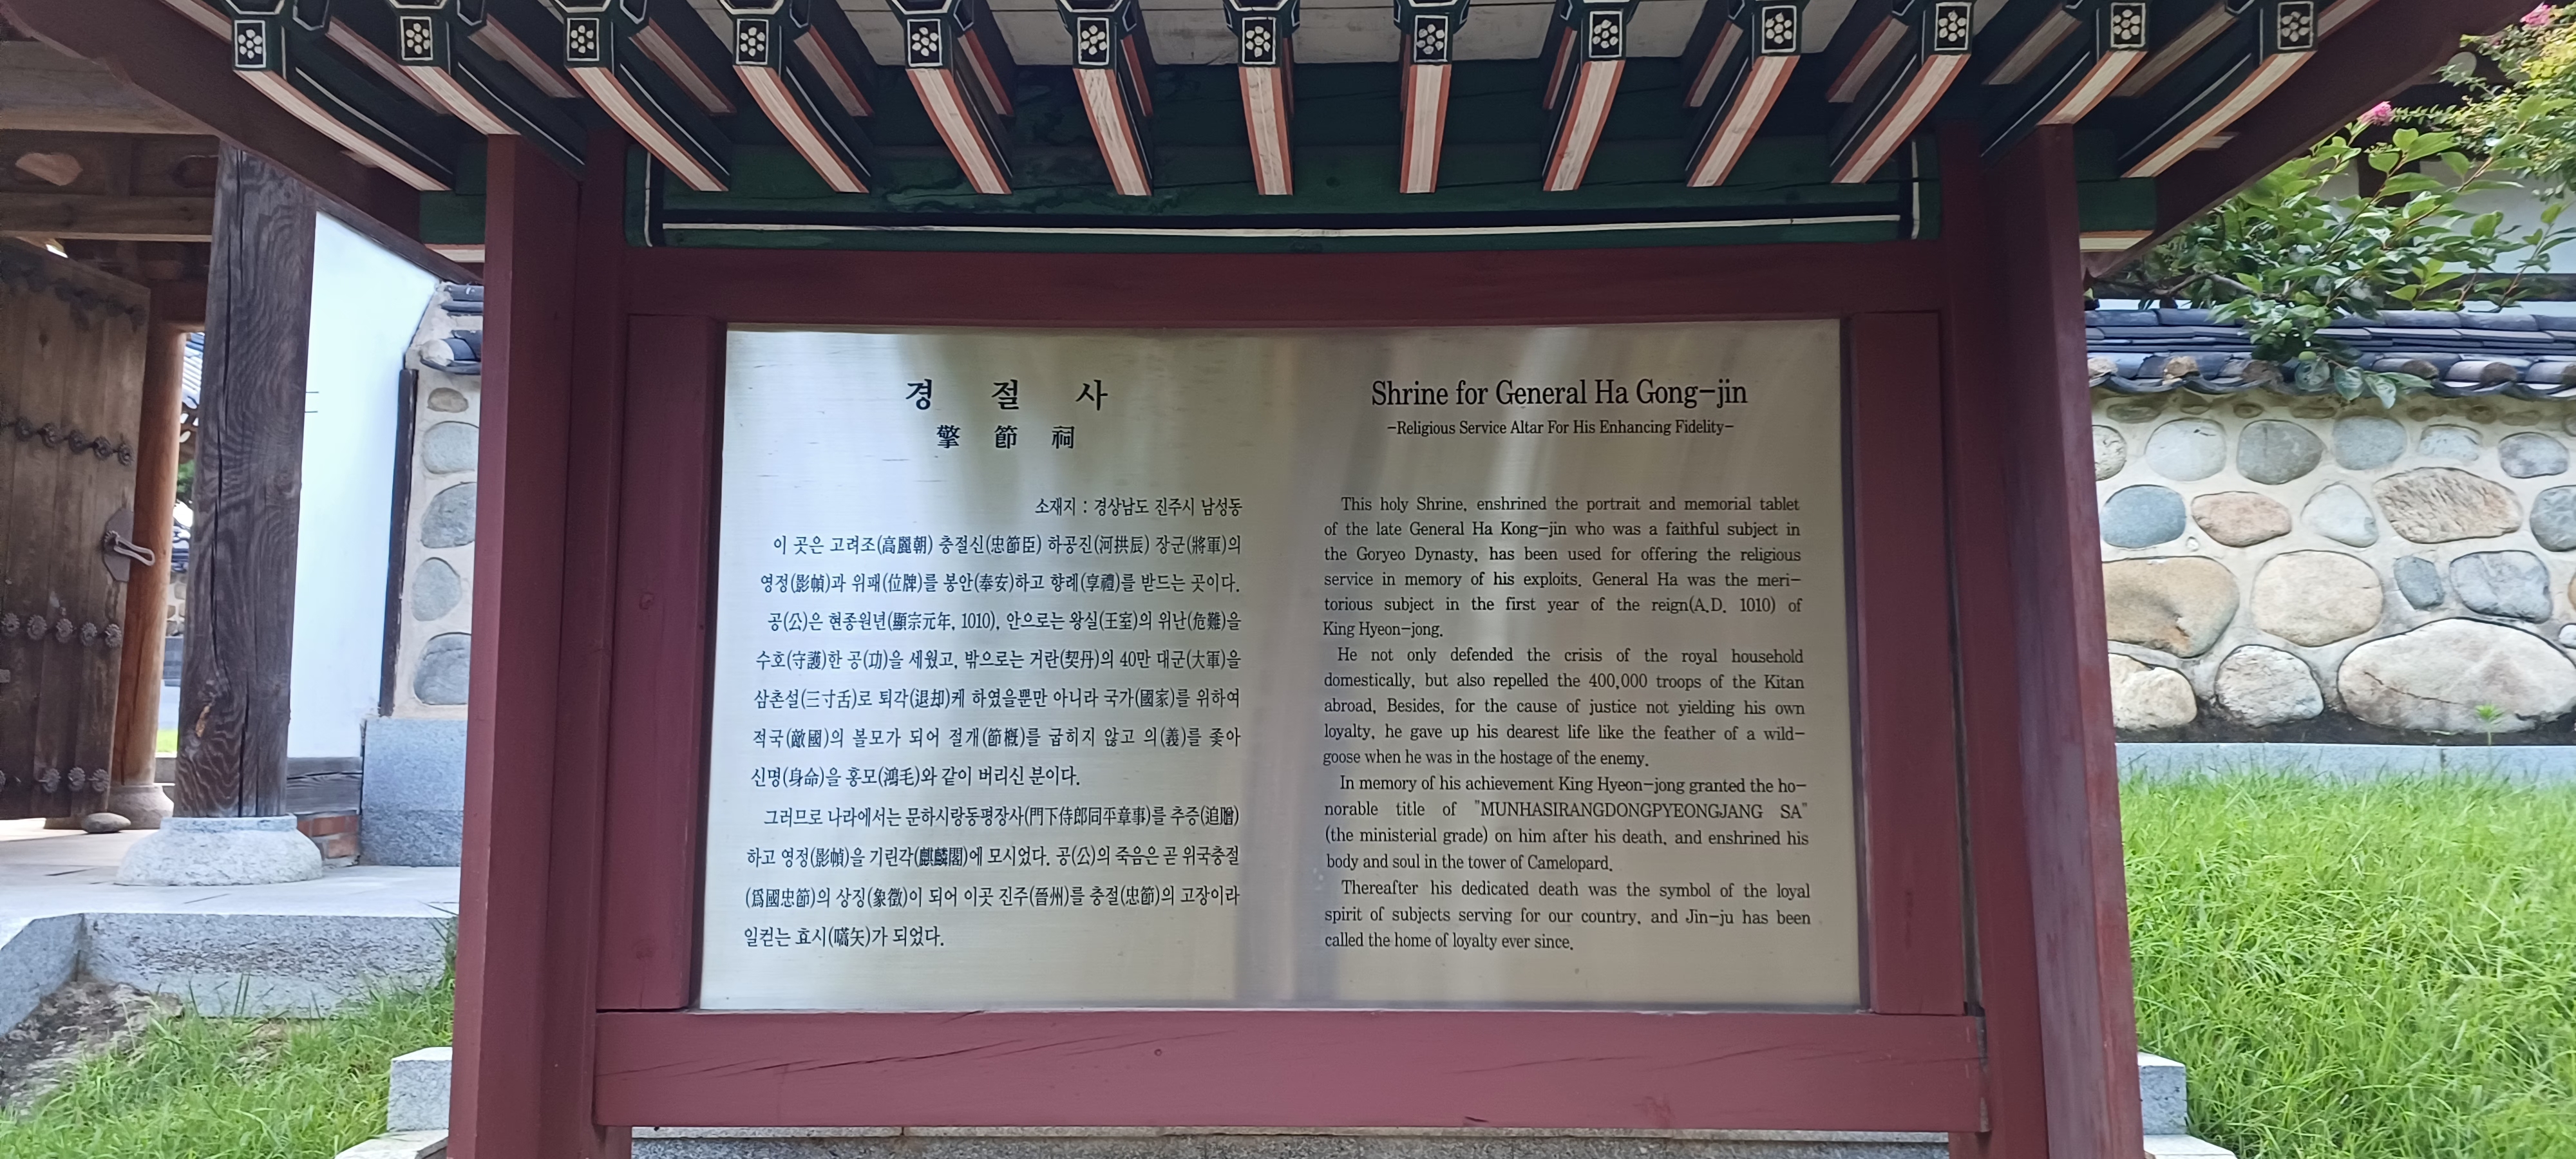 경 절 사
擎 節 祠
소재지 : 경상남도 진주시 남성동
이 곳은 고려조(高麗朝) 충절신(忠節臣) 하공진(河拱辰) 장군(將軍)의
영정(影幀)과 위패(位牌)를 봉안(奉安)하고 향례(享禮)를 받드는 곳이다.
공(公)은 현종원년(顯宗元年, 1010), 안으로는 왕실(王室)의 위난(危難)을
수호(守護)한 공(功)을 세웠고, 밖으로는 거란(契丹)의 40만 대군(大軍)을
삼촌설(三寸舌)로 퇴각(退却)케 하였을뿐만 아니라 국가(國家)를 위하여
적국(敵國)의 볼모가 되어 절개(節槪)를 굽히지 않고 의(義)를 좇아
신명(身命)을 홍모(鴻毛)와 같이 버리신 분이다.
그러므로 나라에서는 문하시랑동평장사(門下侍郎同平章事)를 추증(追贈)
하고 영정(影幀)을 기린각(麒麟閣)에 모시었다. 공(公)의 죽음은 곧 위국충절
(爲國忠節)의 상징(象徵)이 되어 이곳 진주(晉州)를 충절(忠節)의 고장이라
일컫는 효시(嚆矢)가 되었다.
Shrine for General Ha Gong-jin
-Religious Service Altar For His Enhancing Fidelity-
This holy Shrine, enshrined the portrait and memorial tablet
of the late General Ha Kong-jin who was a faithful subject in
the Goryeo Dynasty, has been used for offering the religious
service in memory of his exploits. General Ha was the meri-
torious subject in the first year of the reign(A.D. 1010) of
King Hyeon-jong.
He not only defended the crisis of the royal household
domestically, but also repelled the 400,000 troops of the Kitan
abroad, Besides, for the cause of justice not yielding his own
loyalty, he gave up his dearest life like the feather of a wild-
goose when he was in the hostage of the enemy.
In memory of his achievement King Hyeon-jong granted the ho-
norable title of "MUNHASIRANGDONGPYEONGJANG SA"
(the ministerial grade) on him after his death, and enshrined his
body and soul in the tower of Camelopard.
Thereafter his dedicated death was the symbol of the loyal
spirit of subjects serving for our country, and Jin-ju has been
called the home of loyalty ever since.